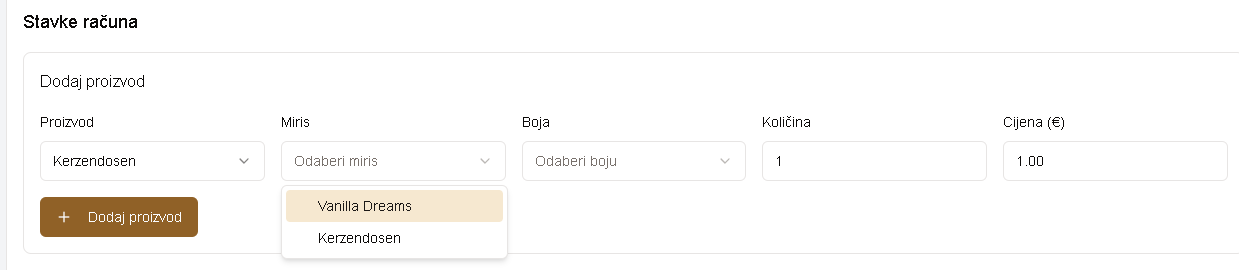 Stavke računa
Dodaj proizvod
Proizvod Miris Boja Količina Cijena (€)
Kerzendosen Odaberi miris Odaberi boju 1 1.00
+ Dodaj proizvod
Vanilla Dreams
Kerzendosen